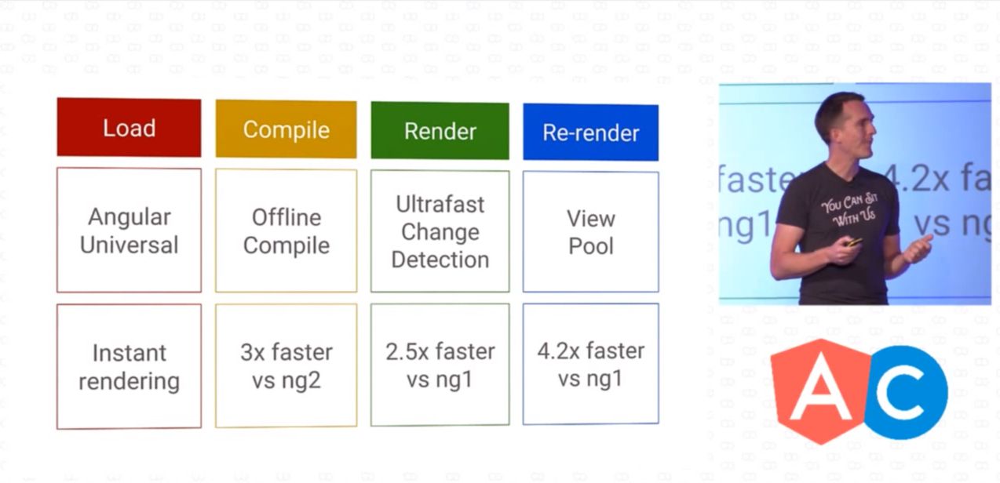 Load
Compile
Render
Re-render
Angular
Universal
Offline
Compile
Ultrafast
Change
Detection
View
Pool
Instant
rendering
3x faster
vs ng2
2.5x faster
vs ng1
4.2x faster
vs ng1
faste
4.2x fa
ng1
vs ng
YOU CAN SIT
WITH US
A C